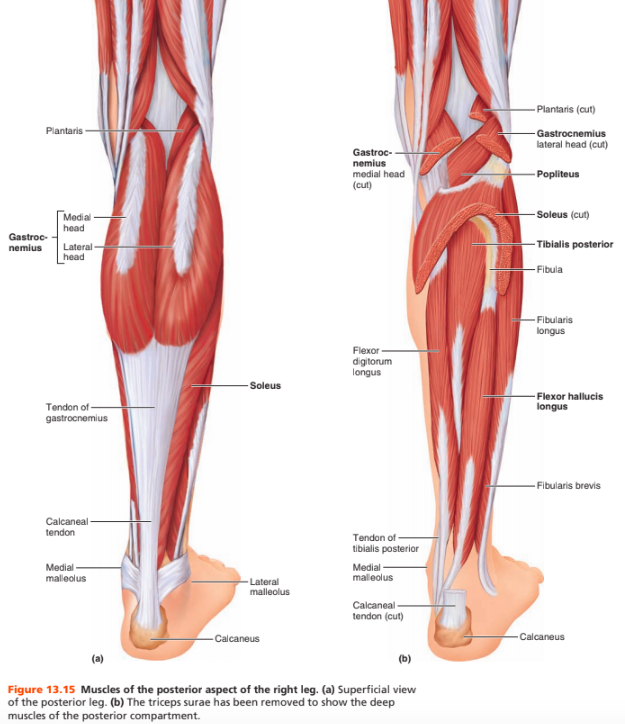 Plantaris
Gastroc-
nemius
Medial
head
Lateral
head
Soleus
Tendon of
gastrocnemius
Calcaneal
tendon
Medial
malleolus
Lateral
malleolus
Calcaneus
(a)
Plantaris (cut)
Gastrocnemius
lateral head (cut)
Gastroc-
nemius
medial head
(cut)
Popliteus
Soleus (cut)
Tibialis posterior
Fibula
Fibularis
longus
Flexor
digitorum
longus
Flexor hallucis
longus
Fibularis brevis
Tendon of
tibialis posterior
Medial
malleolus
Calcaneal
tendon (cut)
Calcaneus
(b)
Figure 13.15 Muscles of the posterior aspect of the right leg. (a) Superficial view
of the posterior leg. (b) The triceps surae has been removed to show the deep
muscles of the posterior compartment.